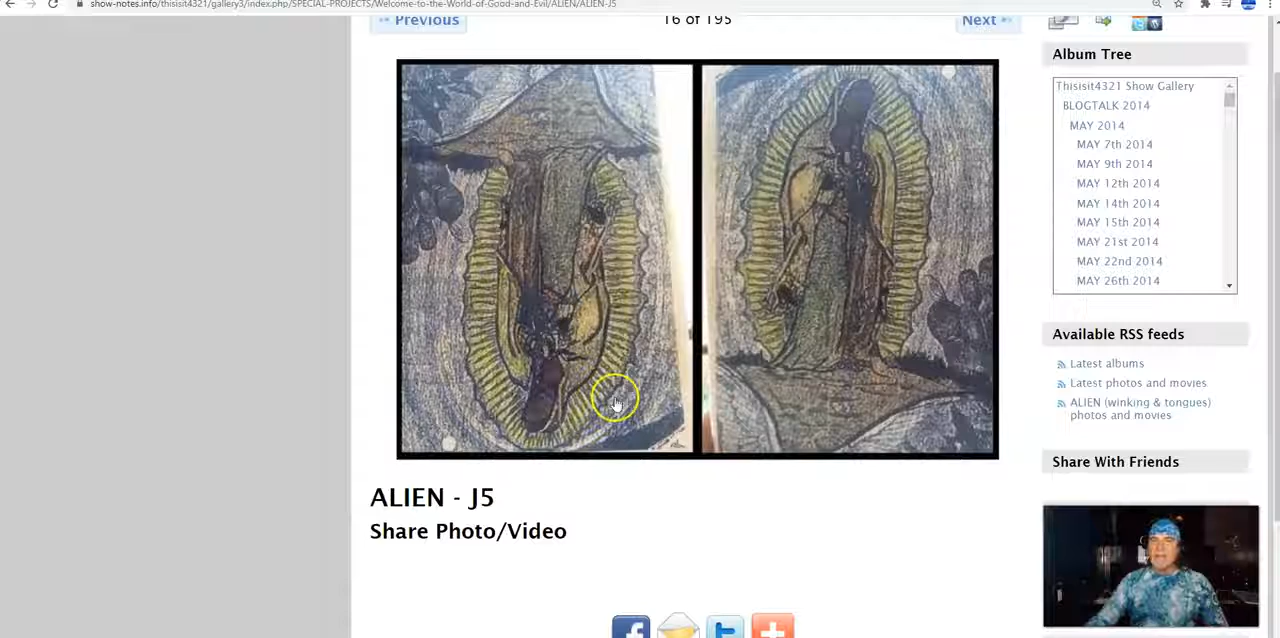 show-notes.info/thisisit4321/gallery3/index.php/SPECIAL-PROJECTS/Welcome-to-the-World-of-Good-and-Evil/ALIEN/ALIEN-J5
Previous
16 of 195
Next
Album Tree
Thisisit4321 Show Gallery
BLOGTALK 2014
MAY 2014
MAY 7th 2014
MAY 9th 2014
MAY 12th 2014
MAY 14th 2014
MAY 15th 2014
MAY 21st 2014
MAY 22nd 2014
MAY 26th 2014
Available RSS feeds
Latest albums
Latest photos and movies
ALIEN (winking & tongues)
photos and movies
Share With Friends
ALIEN - J5
Share Photo/Video